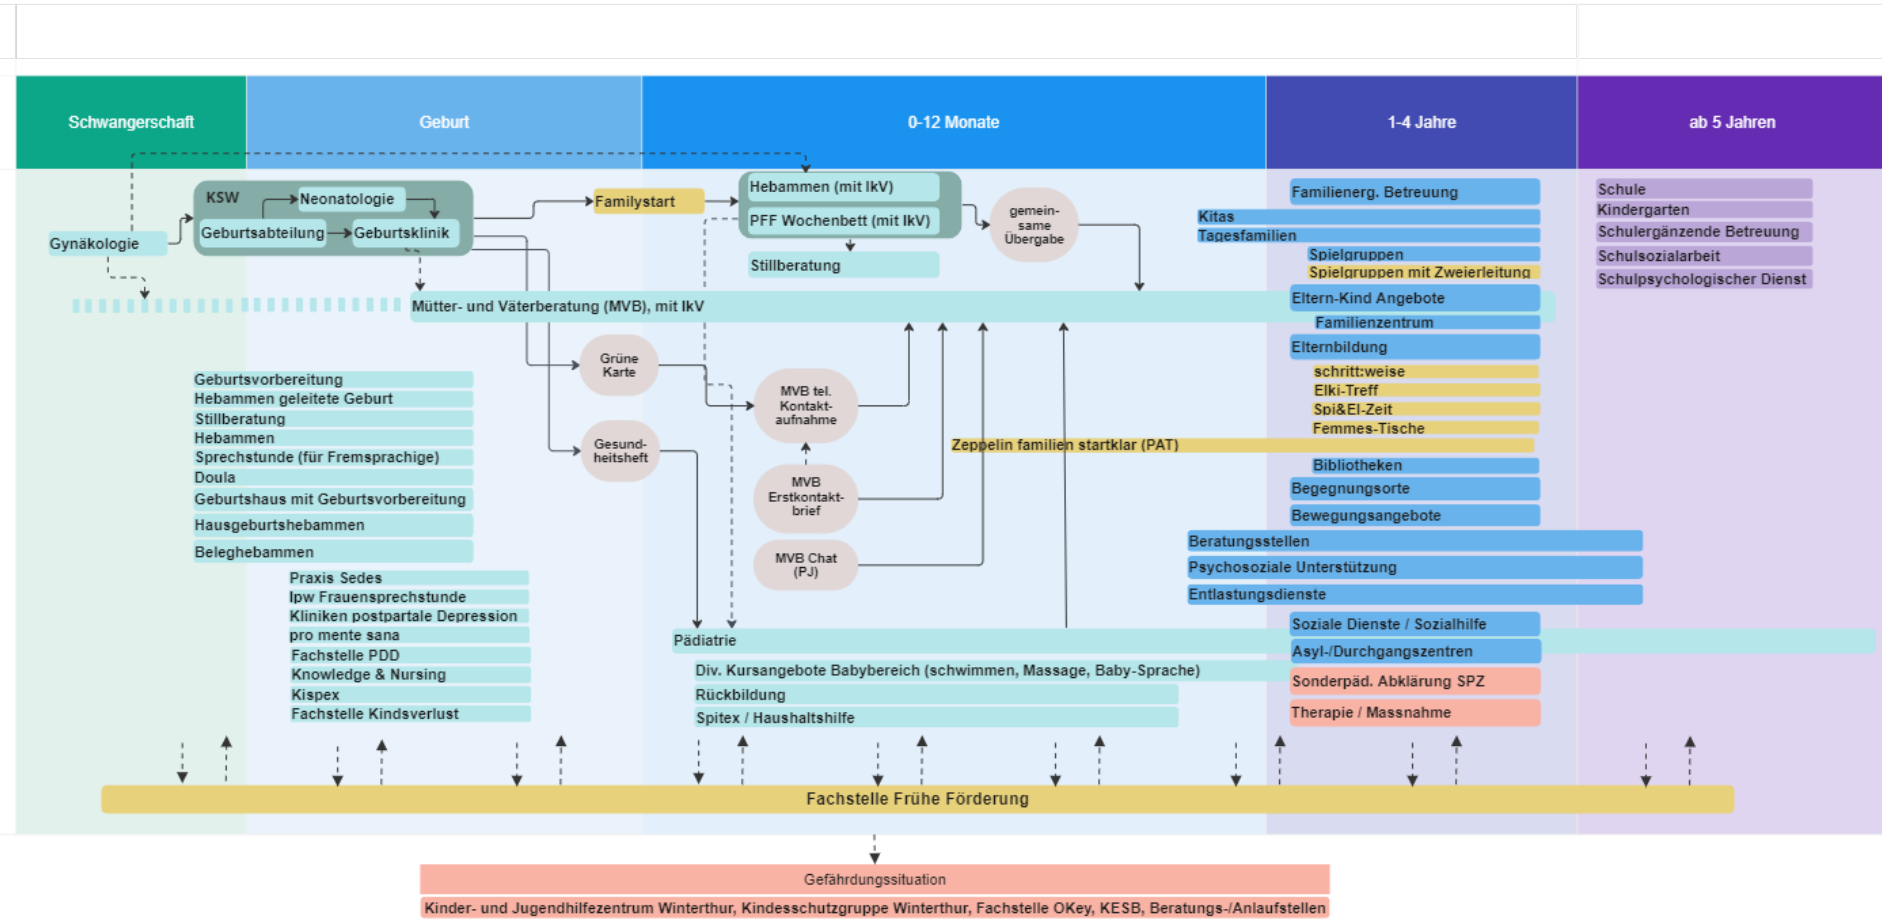 Schwangerschaft
Geburt
0-12 Monate
1-4 Jahre
ab 5 Jahren
KSW
Neonatologie
Geburtsabteilung
Geburtsklinik
Gynäkologie
Familystart
Hebammen (mit IkV)
PFF Wochenbett (mit IkV)
Stillberatung
gemein-
same
Übergabe
Mütter- und Väterberatung (MVB), mit IkV
Grüne
Karte
Gesund-
heitsheft
MVB tel.
Kontakt-
aufnahme
MVB
Erstkontakt-
brief
MVB Chat
(PJ)
Geburtsvorbereitung
Hebammen geleitete Geburt
Stillberatung
Hebammen
Sprechstunde (für Fremsprachige)
Doula
Geburtshaus mit Geburtsvorbereitung
Hausgeburtshebammen
Beleghebammen
Praxis Sedes
Ipw Frauensprechstunde
Kliniken postpartale Depression
pro mente sana
Fachstelle PDD
Knowledge & Nursing
Kispex
Fachstelle Kindsverlust
Zeppelin familien startklar (PAT)
Pädiatrie
Div. Kursangebote Babybereich (schwimmen, Massage, Baby-Sprache)
Rückbildung
Spitex / Haushaltshilfe
Familienerg. Betreuung
Kitas
Tagesfamilien
Spielgruppen
Spielgruppen mit Zweierleitung
Eltern-Kind Angebote
Familienzentrum
Elternbildung
schritt:weise
Elki-Treff
Spi&El-Zeit
Femmes-Tische
Bibliotheken
Begegnungsorte
Bewegungsangebote
Beratungsstellen
Psychosoziale Unterstützung
Entlastungsdienste
Soziale Dienste / Sozialhilfe
Asyl-/Durchgangszentren
Sonderpäd. Abklärung SPZ
Therapie / Massnahme
Schule
Kindergarten
Schulergänzende Betreuung
Schulsozialarbeit
Schulpsychologischer Dienst
Fachstelle Frühe Förderung
Gefährdungssituation
Kinder- und Jugendhilfezentrum Winterthur, Kindesschutzgruppe Winterthur, Fachstelle OKey, KESB, Beratungs-/Anlaufstellen